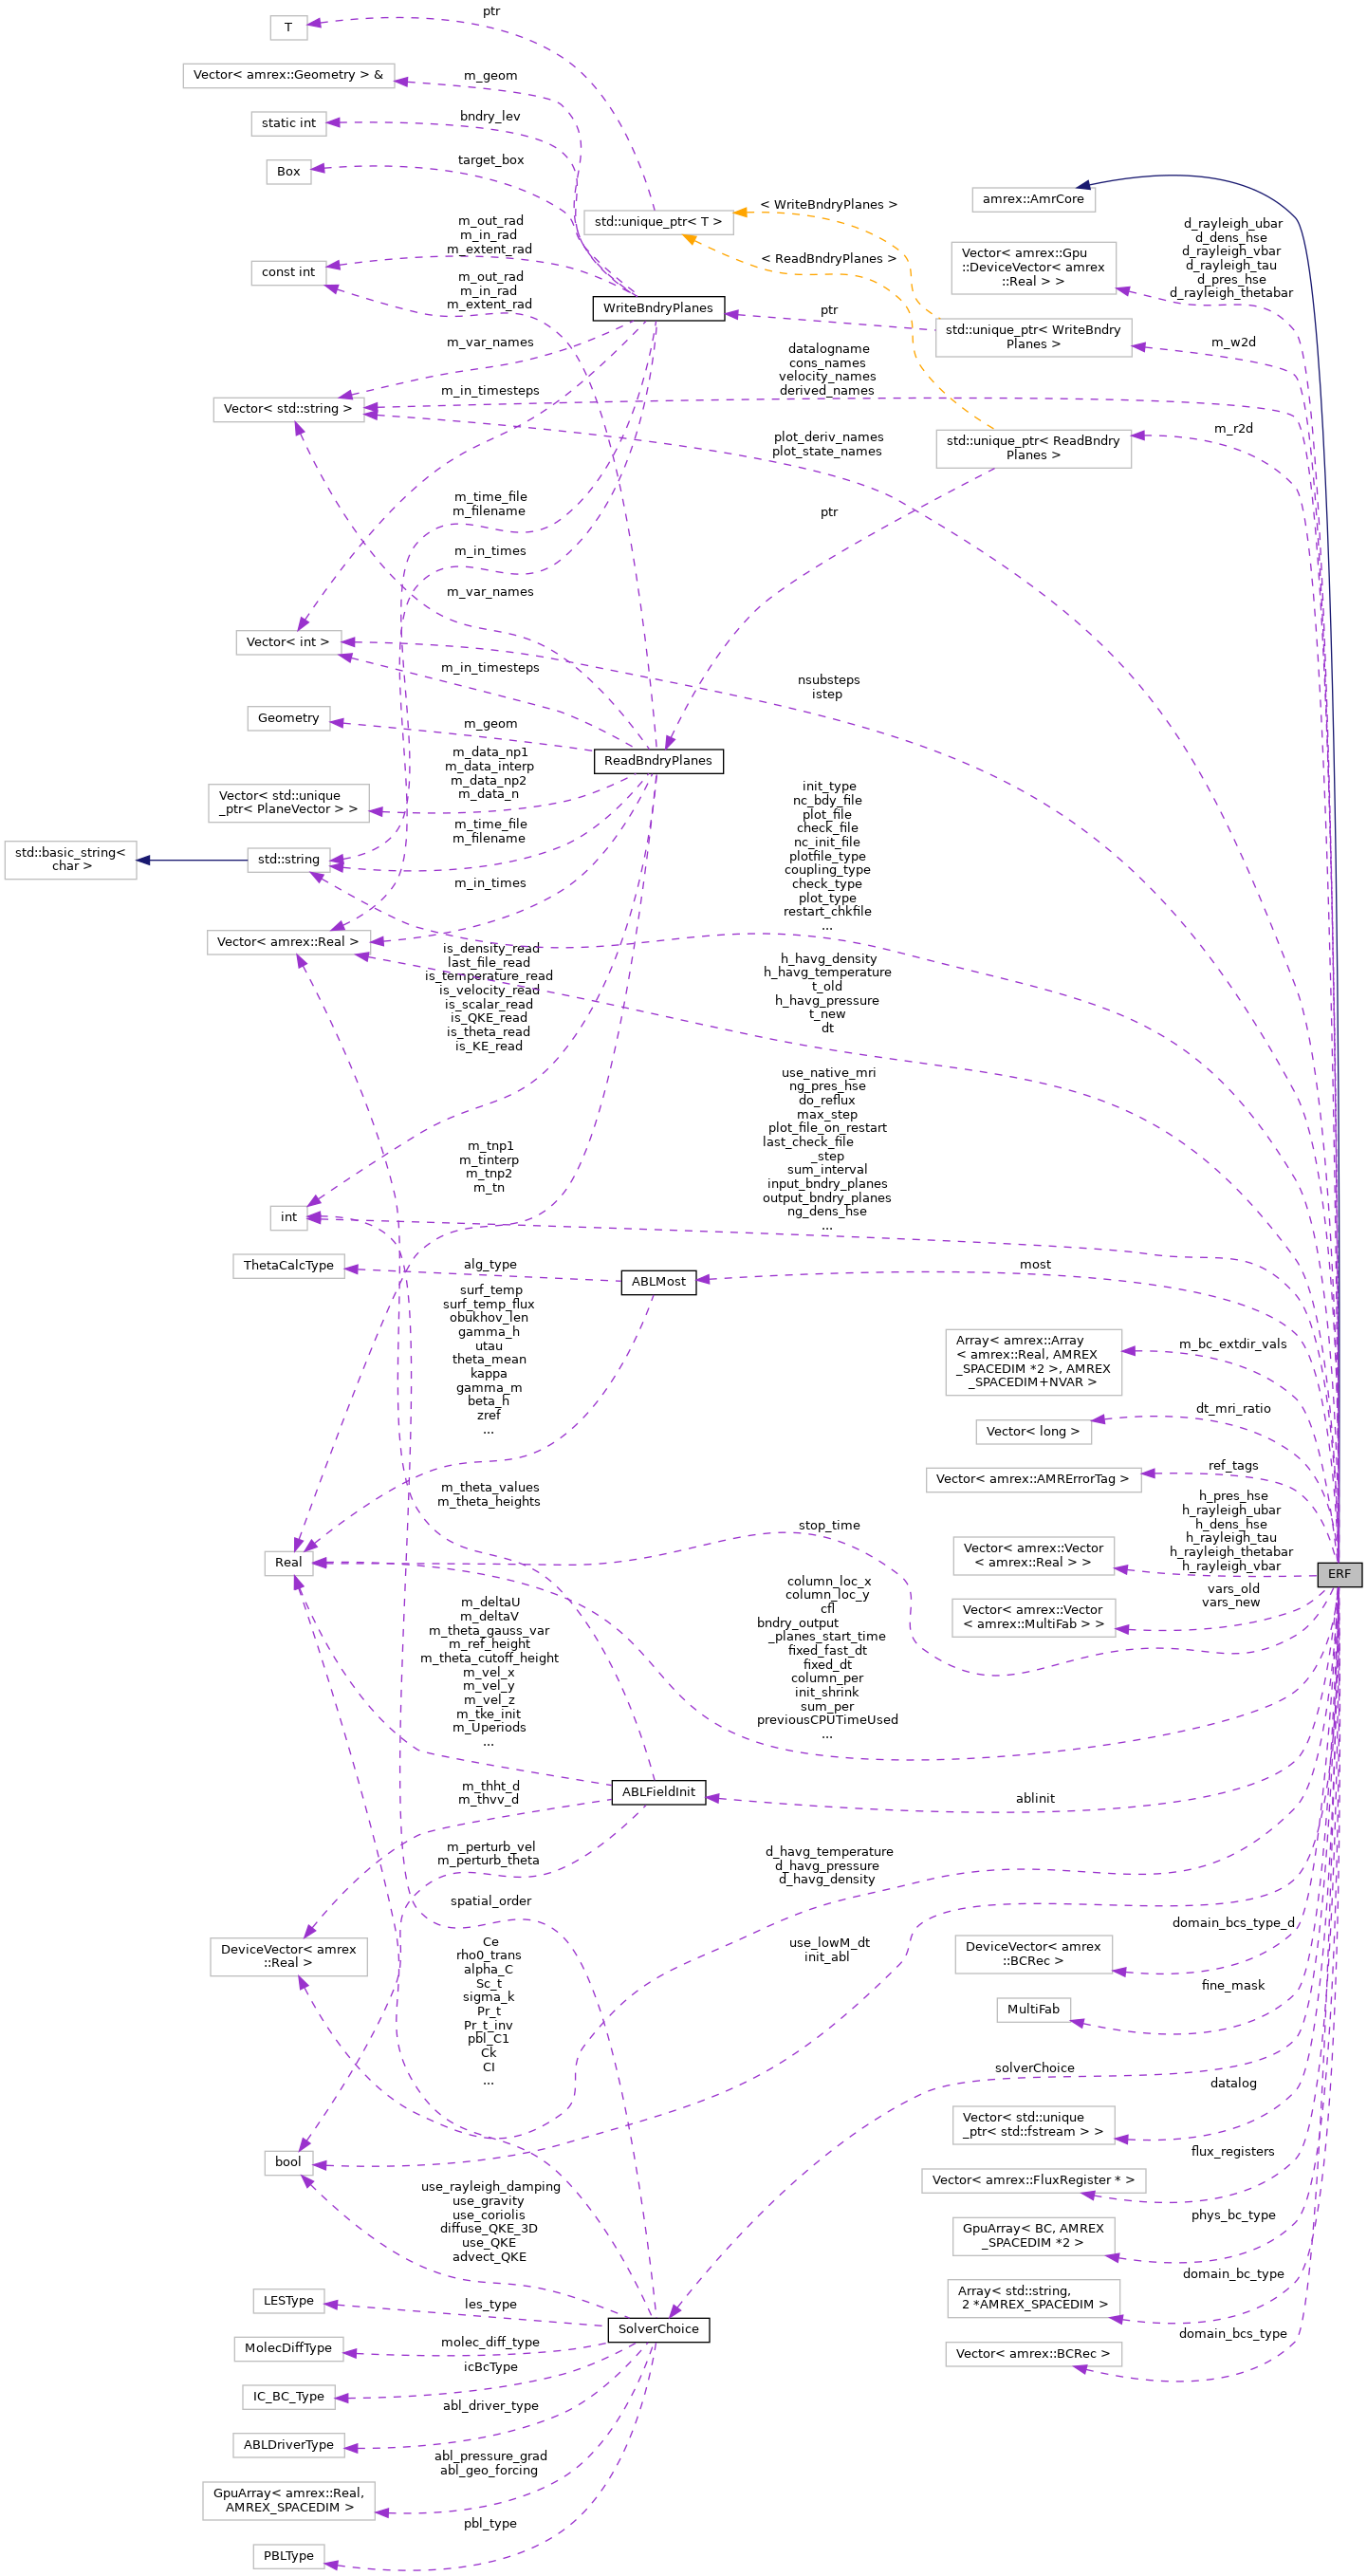 ptr
T
Vector< amrex::Geometry > &
m_geom
static int
bndry_lev
Box
target_box
std::unique_ptr< T >
< WriteBndryPlanes >
< ReadBndryPlanes >
amrex::AmrCore
const int
m_out_rad
m_in_rad
m_extent_rad
m_out_rad
m_in_rad
m_extent_rad
Vector< amrex::Gpu
::DeviceVector< amrex
::Real > >
d_rayleigh_ubar
d_dens_hse
d_rayleigh_vbar
d_rayleigh_tau
d_pres_hse
d_rayleigh_thetabar
WriteBndryPlanes
ptr
std::unique_ptr< WriteBndry
Planes >
m_w2d
m_var_names
datalogname
cons_names
velocity_names
derived_names
Vector< std::string >
m_in_timesteps
plot_deriv_names
plot_state_names
std::unique_ptr< ReadBndry
Planes >
m_r2d
m_time_file
m_filename
ptr
m_in_times
m_var_names
Vector< int >
m_in_timesteps
nsubsteps
istep
Geometry
m_geom
ReadBndryPlanes
Vector< std::unique
_ptr< PlaneVector > >
m_data_np1
m_data_interp
m_data_np2
m_data_n
std::basic_string<
char >
std::string
m_time_file
m_filename
init_type
nc_bdy_file
plot_file
check_file
nc_init_file
plotfile_type
coupling_type
check_type
plot_type
restart_chkfile
...
m_in_times
Vector< amrex::Real >
is_density_read
last_file_read
is_temperature_read
is_velocity_read
is_scalar_read
is_QKE_read
is_theta_read
is_KE_read
h_havg_density
h_havg_temperature
t_old
h_havg_pressure
t_new
dt
m_tnp1
m_tinterp
m_tnp2
m_tn
use_native_mri
ng_pres_hse
do_reflux
max_step
plot_file_on_restart
last_check_file
_step
sum_interval
input_bndry_planes
output_bndry_planes
ng_dens_hse
...
int
ThetaCalcType
alg_type
ABLMost
most
surf_temp
surf_temp_flux
obukhov_len
gamma_h
utau
theta_mean
kappa
gamma_m
beta_h
zref
...
Array< amrex::Array
< amrex::Real, AMREX
_SPACEDIM *2 >, AMREX
_SPACEDIM+NVAR >
m_bc_extdir_vals
Vector< long >
dt_mri_ratio
Vector< amrex::AMRErrorTag >
ref_tags
m_theta_values
m_theta_heights
stop_time
Real
Vector< amrex::Vector
< amrex::Real > >
h_pres_hse
h_rayleigh_ubar
h_dens_hse
h_rayleigh_tau
h_rayleigh_thetabar
h_rayleigh_vbar
ERF
Vector< amrex::Vector
< amrex::MultiFab > >
vars_old
vars_new
m_deltaU
m_deltaV
m_theta_gauss_var
m_ref_height
m_theta_cutoff_height
m_vel_x
m_vel_y
m_vel_z
m_tke_init
m_Uperiods
...
column_loc_x
column_loc_y
cfl
bndry_output
_planes_start_time
fixed_fast_dt
fixed_dt
column_per
init_shrink
sum_per
previousCPUTimeUsed
...
m_thht_d
m_thvv_d
ABLFieldInit
ablinit
m_perturb_vel
m_perturb_theta
d_havg_temperature
d_havg_pressure
d_havg_density
spatial_order
DeviceVector< amrex
::Real >
Ce
rho0_trans
alpha_C
Sc_t
sigma_k
Pr_t
Pr_t_inv
pbl_C1
Ck
CI
...
use_lowM_dt
init_abl
DeviceVector< amrex
::BCRec >
domain_bcs_type_d
MultiFab
fine_mask
solverChoice
Vector< std::unique
_ptr< std::fstream > >
datalog
bool
Vector< amrex::FluxRegister * >
flux_registers
use_rayleigh_damping
use_gravity
use_coriolis
diffuse_QKE_3D
use_QKE
advect_QKE
GpuArray< BC, AMREX
_SPACEDIM *2 >
phys_bc_type
Array< std::string,
2 *AMREX_SPACEDIM >
domain_bc_type
LESType
les_type
SolverChoice
Vector< amrex::BCRec >
domain_bcs_type
MolecDiffType
molec_diff_type
IC_BC_Type
icBcType
ABLDriverType
abl_driver_type
GpuArray< amrex::Real,
AMREX_SPACEDIM >
abl_pressure_grad
abl_geo_forcing
PBLType
pbl_type